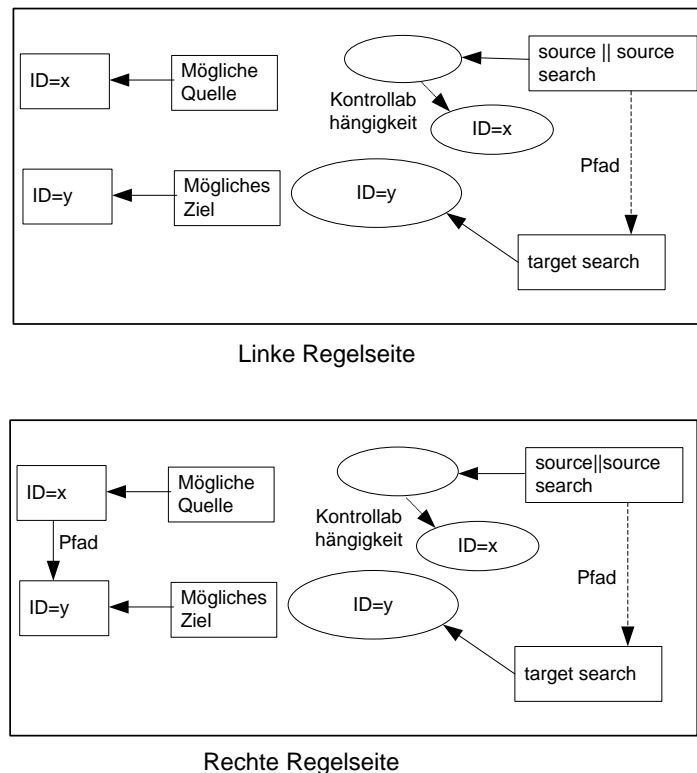 ID=x
Mögliche
Quelle
source || source
search
Kontrollab
hängigkeit
ID=x
Pfad
ID=y
Mögliches
Ziel
ID=y
target search
Linke Regelseite
ID=x
Mögliche
Quelle
source||source
search
Kontrollab
hängigkeit
ID=x
Pfad
Pfad
ID=y
Mögliches
Ziel
ID=y
target search
Rechte Regelseite